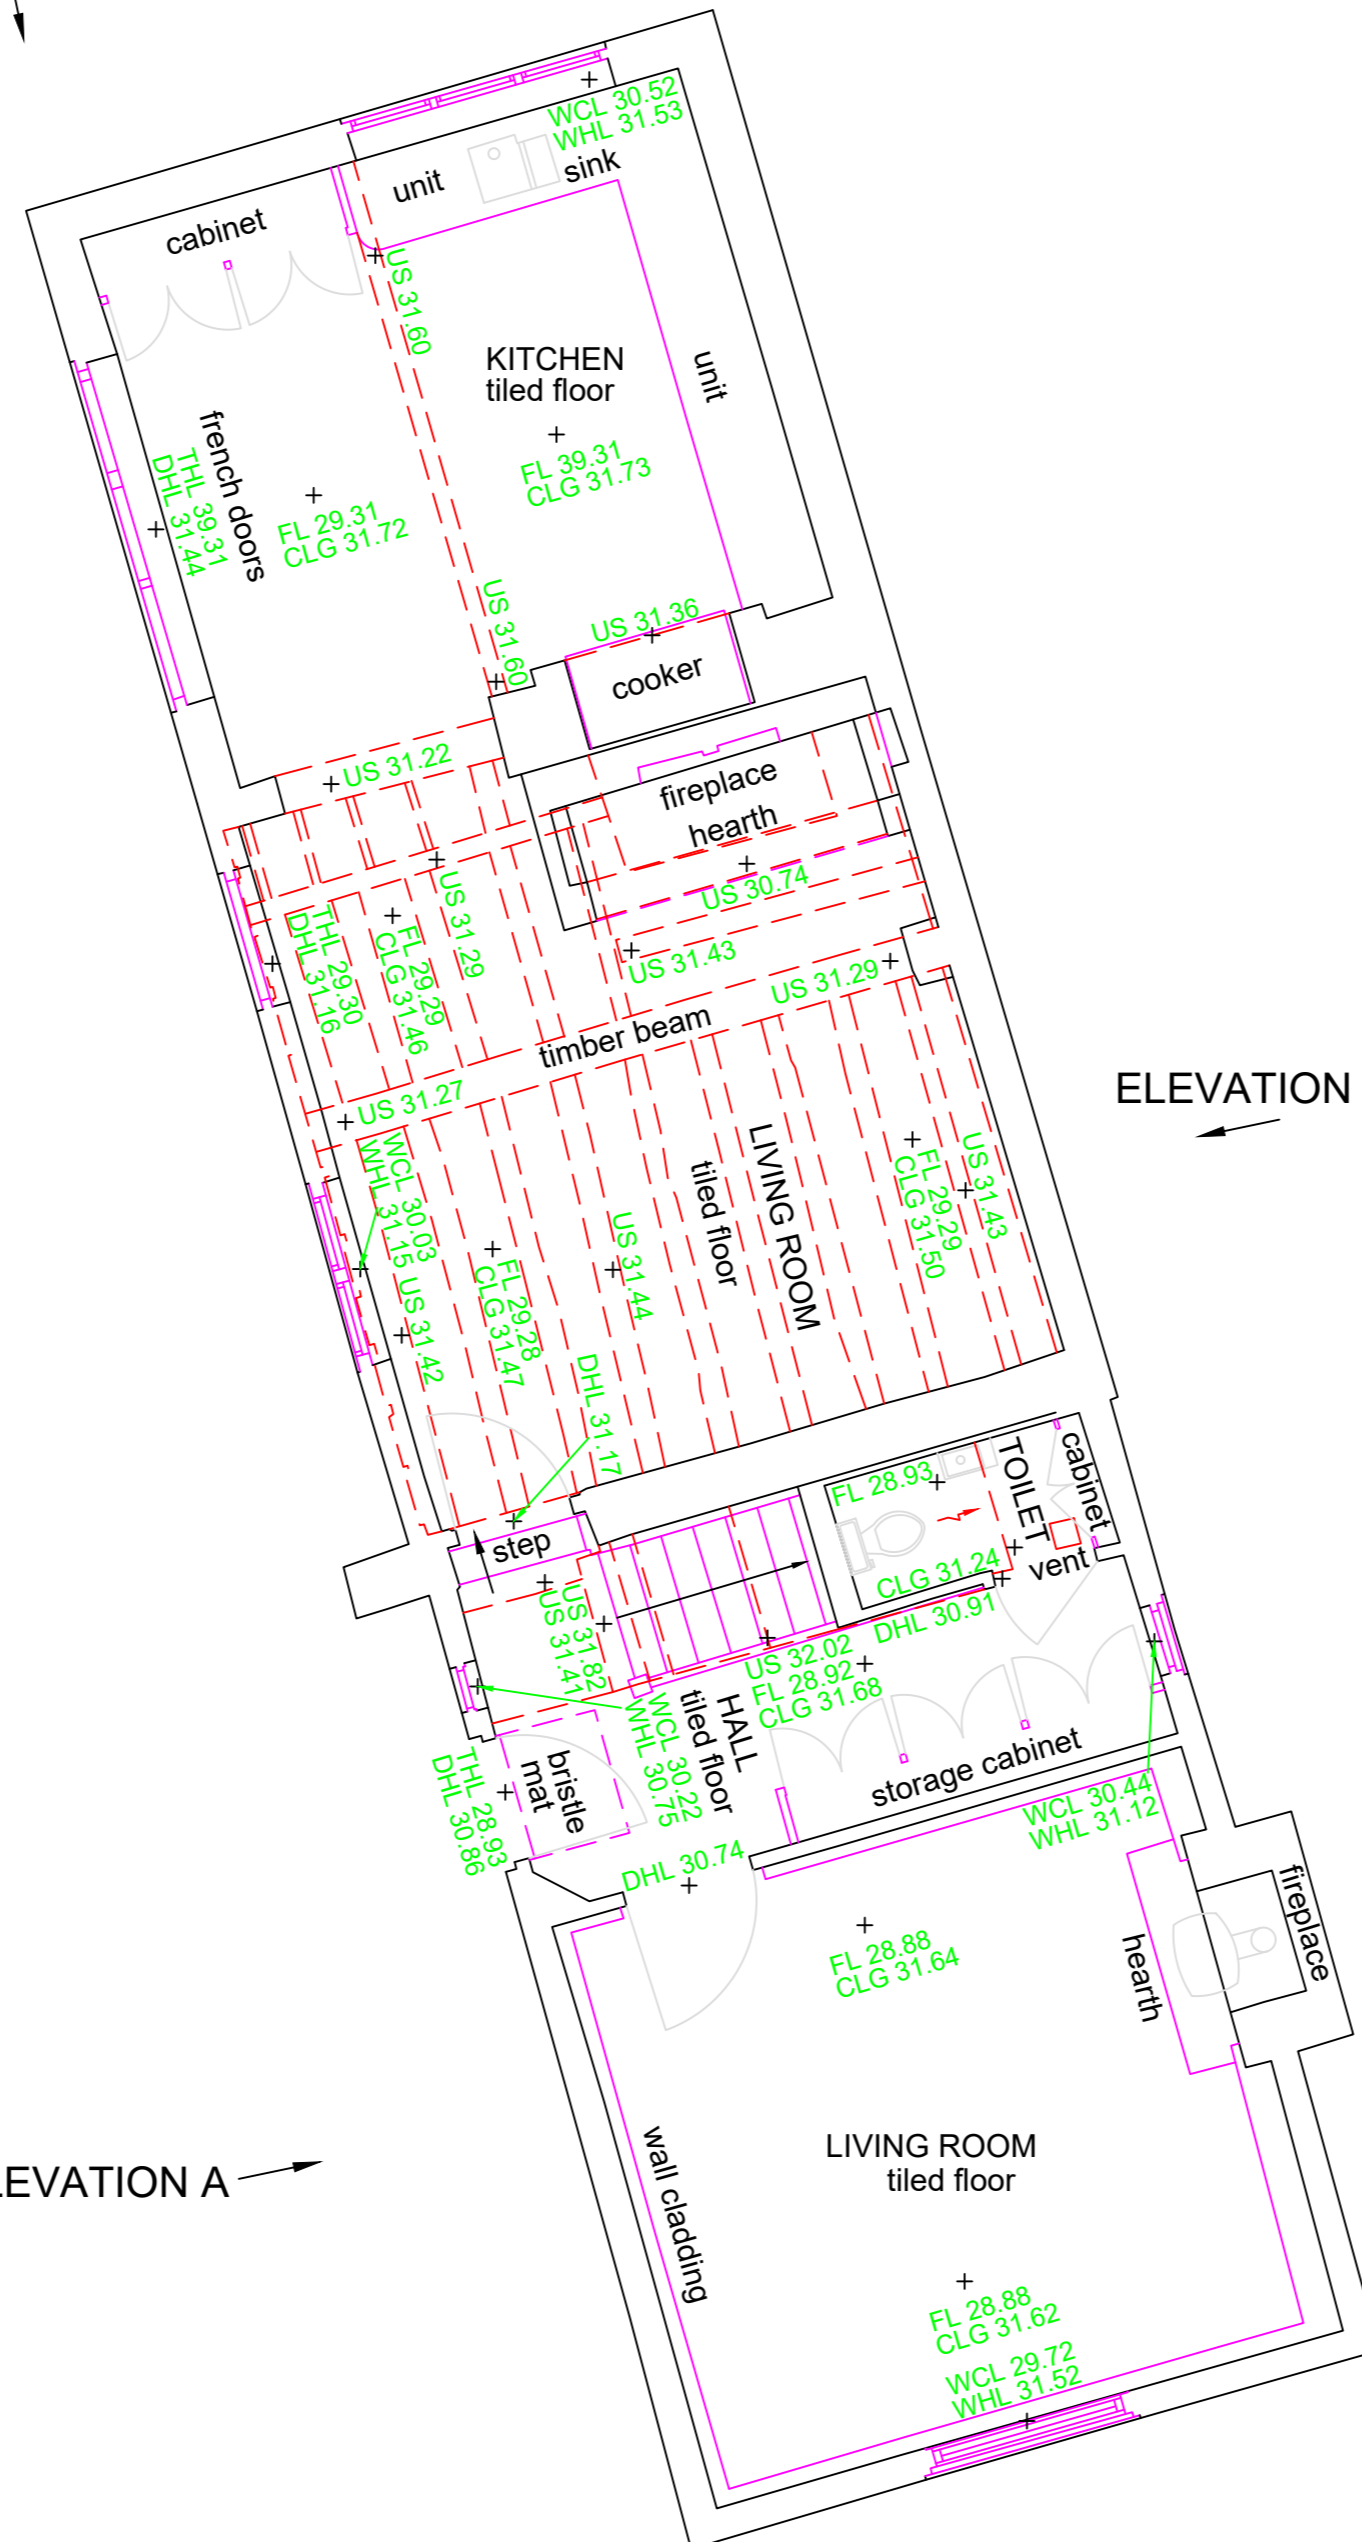 WCL 30.52
WHL 31.53
sink
unit
cabinet
US 31.60
KITCHEN
tiled floor
unit
FL 39.31
CLG 31.73
french doors
THL 39.31
DHL 31.44
FL 29.31
CLG 31.72
US 31.60
US 31.36
cooker
US 31.22
fireplace
hearth
US 30.74
US 31.29
THL 29.30
DHL 31.16
FL 29.29
CLG 31.46
US 31.43
US 31.29
timber beam
ELEVATION
US 31.27
WCL 30.03
WHL 31.15
US 31.42
FL 29.28
CLG 31.47
US 31.44
LIVING ROOM
tiled floor
FL 29.29
CLG 31.50
US 31.43
DHL 31.17
step
FL 28.93
TOILET
cabinet
vent
CLG 31.24
DHL 30.91
US 31.82
US 31.41
US 32.02
FL 28.92
CLG 31.68
HALL
tiled floor
WCL 30.22
WHL 30.75
bristle
mat
THL 28.93
DHL 30.86
storage cabinet
WCL 30.44
WHL 31.12
DHL 30.74
FL 28.88
CLG 31.64
fireplace
hearth
wall cladding
LIVING ROOM
tiled floor
LEVATION A
FL 28.88
CLG 31.62
WCL 29.72
WHL 31.52